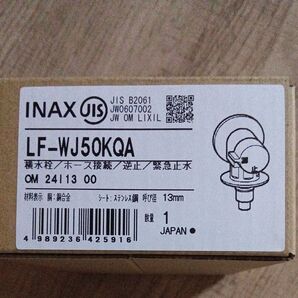 INAX JIS
JIS B2061
JW0607002
JW OM LIXIL
LF-WJ50KQA
横水栓/ホース接続/逆止/緊急止水
OM 24I13 00
材料表示 胴:銅合金 シート:ステンレス鋼 呼び径 13mm
数量 1
JAPAN ●
4 989236 425916